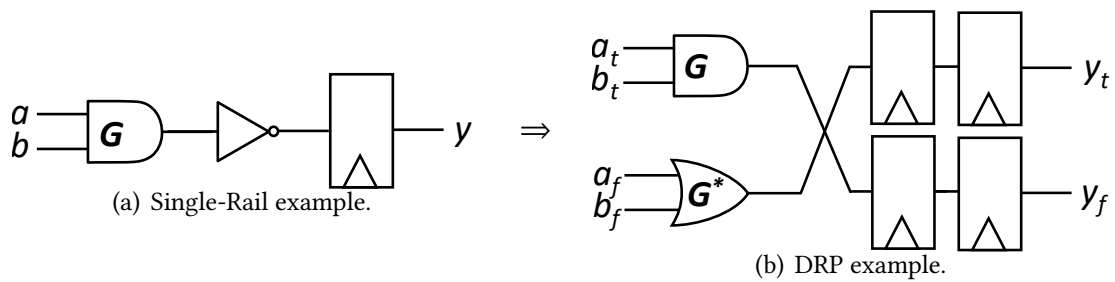 a
b
G
y
(a) Single-Rail example.
⇒
a_t
b_t
G
a_f
b_f
G*
y_t
y_f
(b) DRP example.